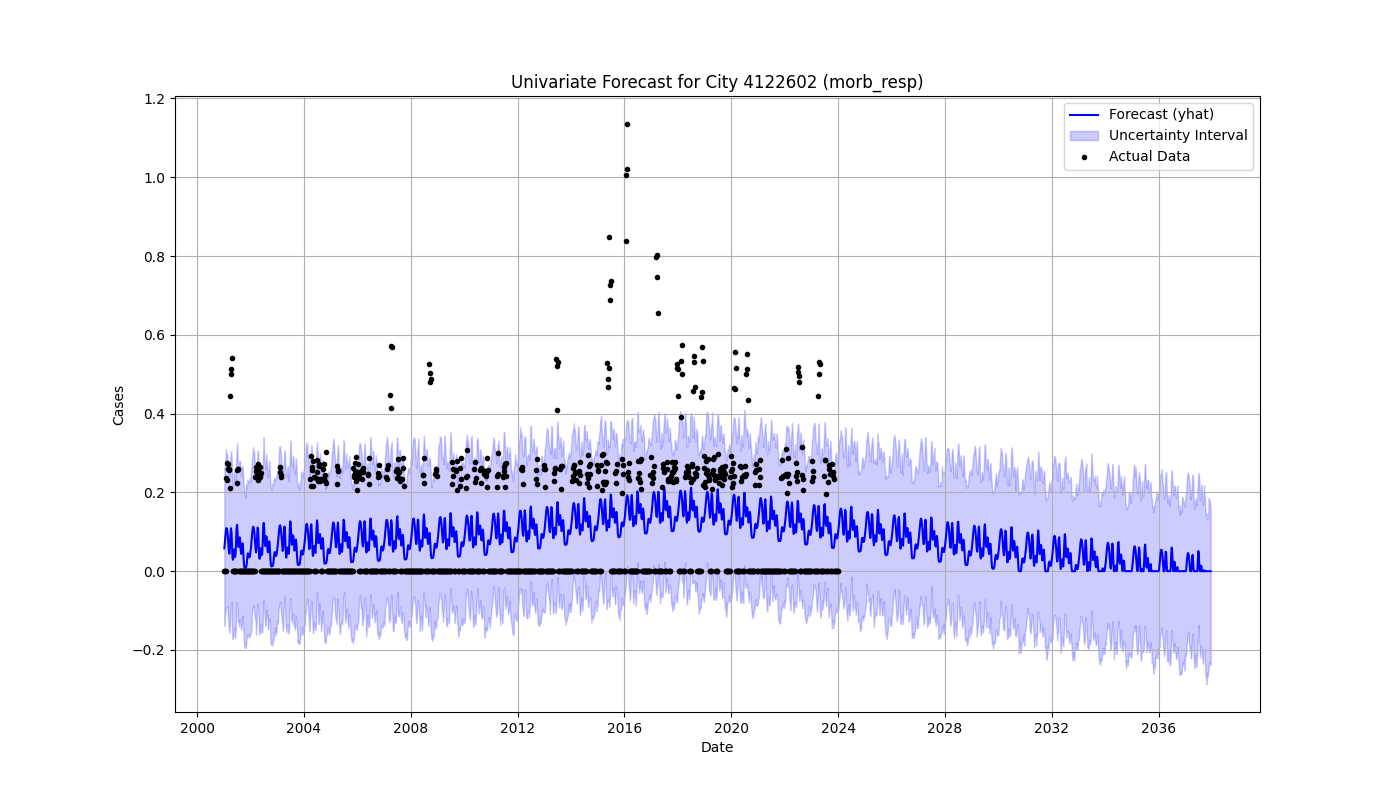 Univariate Forecast for City 4122602 (morb_resp)
Forecast (yhat)
Uncertainty Interval
Actual Data
Cases
1.2
1.0
0.8
0.6
0.4
0.2
0.0
−0.2
2000 2004 2008 2012 2016 2020 2024 2028 2032 2036
Date